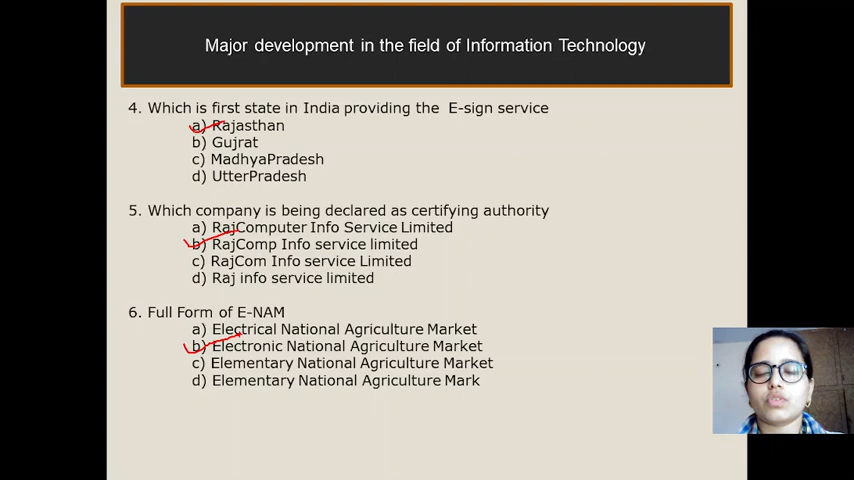 Major development in the field of Information Technology
4. Which is first state in India providing the E-sign service
a) Rajasthan
b) Gujrat
c) MadhyaPradesh
d) UtterPradesh
5. Which company is being declared as certifying authority
a) RajComputer Info Service Limited
b) RajComp Info service limited
c) RajCom Info service Limited
d) Raj info service limited
6. Full Form of E-NAM
a) Electrical National Agriculture Market
b) Electronic National Agriculture Market
c) Elementary National Agriculture Market
d) Elementary National Agriculture Mark